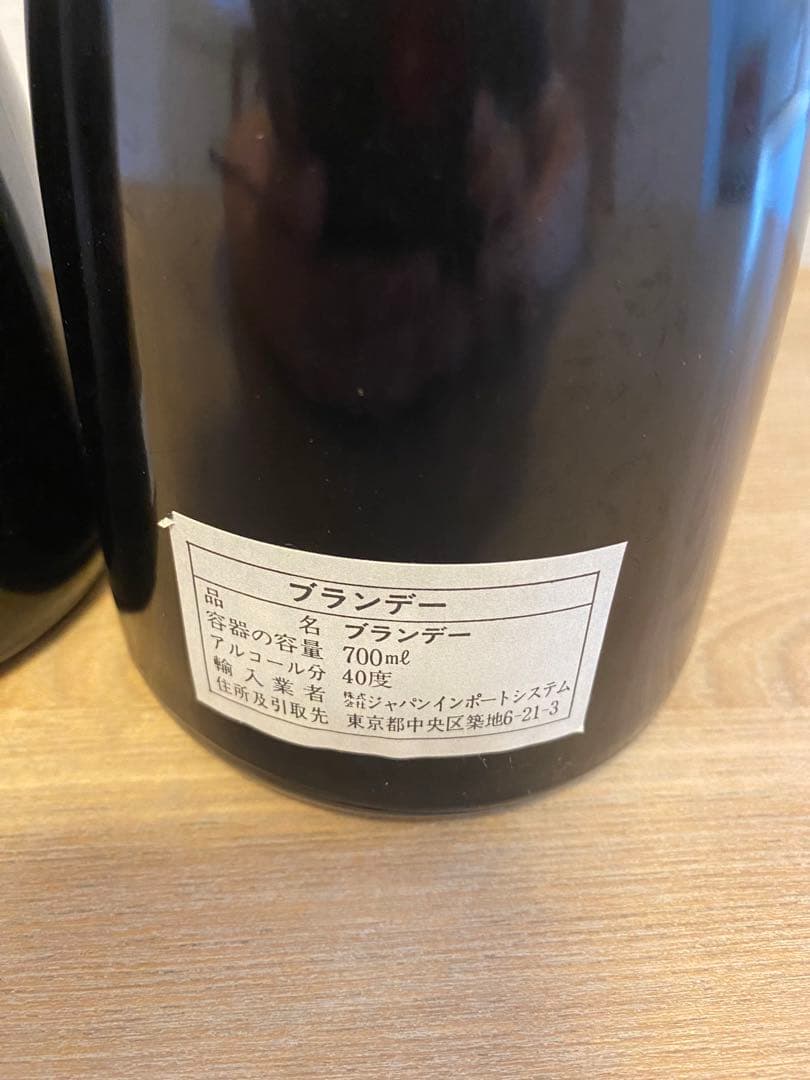 ブランデー
品名 ブランデー
容器の容量 700mℓ
アルコール分 40度
輸入業者 株式会社ジャパンインポートシステム
住所及引取先 東京都中央区築地6-21-3